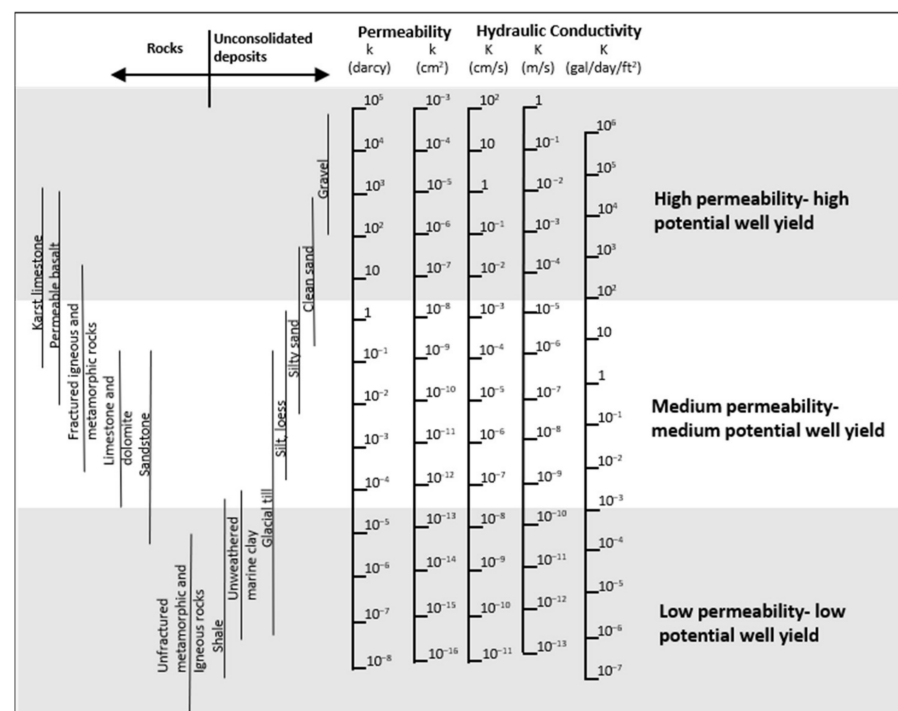 Rocks
Unconsolidated
deposits
Permeability
k
(darcy)
k
(cm²)
Hydraulic Conductivity
K
(cm/s)
K
(m/s)
K
(gal/day/ft²)
Karst limestone
Permeable basalt
Fractured igneous and
metamorphic rocks
Limestone and
dolomite
Sandstone
Unfractured
metamorphic and
Igneous rocks
Shale
Unweathered
marine clay
Glacial till
Silt, loess
Silty sand
Clean sand
Gravel
10⁵
10⁴
10³
10²
10
1
10⁻¹
10⁻²
10⁻³
10⁻⁴
10⁻⁵
10⁻⁶
10⁻⁷
10⁻⁸
10⁻³
10⁻⁴
10⁻⁵
10⁻⁶
10⁻⁷
10⁻⁸
10⁻⁹
10⁻¹⁰
10⁻¹¹
10⁻¹²
10⁻¹³
10⁻¹⁴
10⁻¹⁵
10⁻¹⁶
10²
10
1
10⁻¹
10⁻²
10⁻³
10⁻⁴
10⁻⁵
10⁻⁶
10⁻⁷
10⁻⁸
10⁻⁹
10⁻¹⁰
10⁻¹¹
1
10⁻¹
10⁻²
10⁻³
10⁻⁴
10⁻⁵
10⁻⁶
10⁻⁷
10⁻⁸
10⁻⁹
10⁻¹⁰
10⁻¹¹
10⁻¹²
10⁻¹³
10⁶
10⁵
10⁴
10³
10²
10
1
10⁻¹
10⁻²
10⁻³
10⁻⁴
10⁻⁵
10⁻⁶
10⁻⁷
High permeability- high
potential well yield
Medium permeability-
medium potential well yield
Low permeability- low
potential well yield